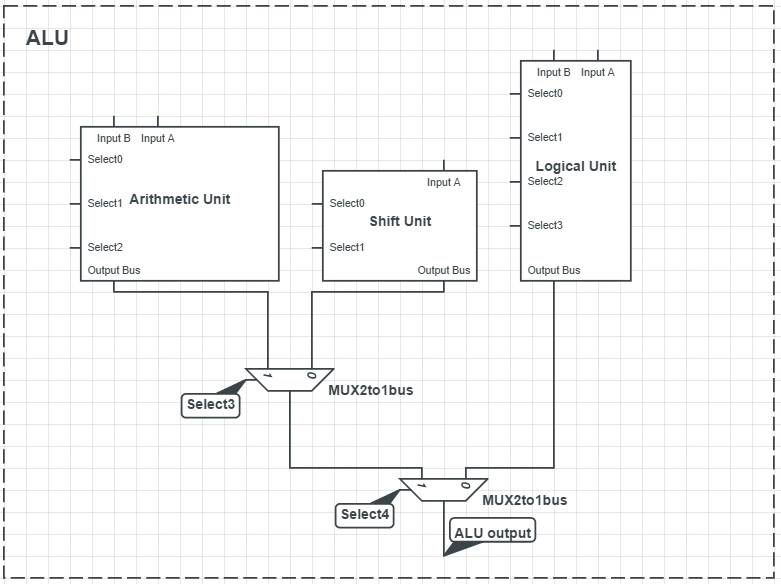 ALU
Input B Input A
Select0
Select1
Arithmetic Unit
Select2
Output Bus
Input A
Select0
Shift Unit
Select1
Output Bus
Input B Input A
Select0
Select1
Logical Unit
Select2
Select3
Output Bus
1 0
MUX2to1bus
Select3
1 0
MUX2to1bus
Select4
ALU output